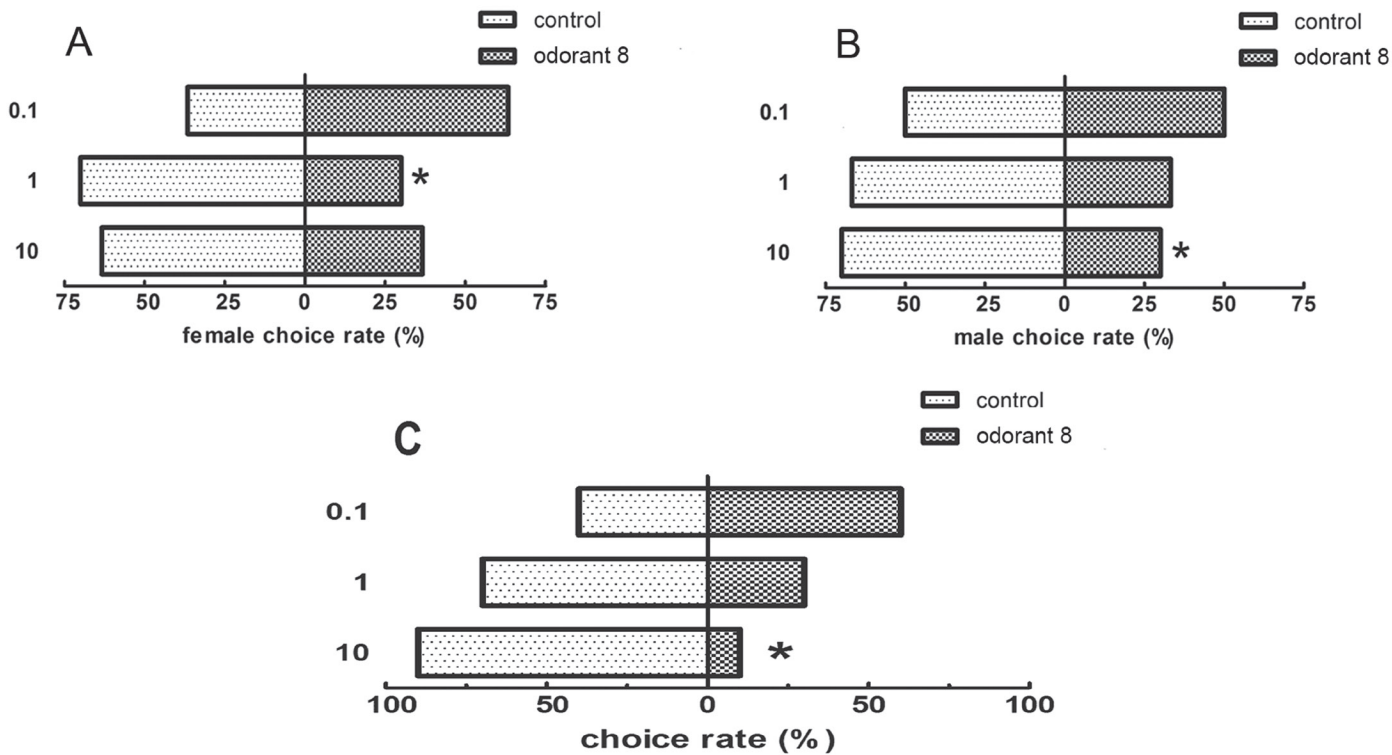 A
control
odorant 8
0.1
1
*
10
75 50 25 0 25 50 75
female choice rate (%)
B
control
odorant 8
0.1
1
10
*
75 50 25 0 25 50 75
male choice rate (%)
C
control
odorant 8
0.1
1
10
*
100 50 0 50 100
choice rate (%)